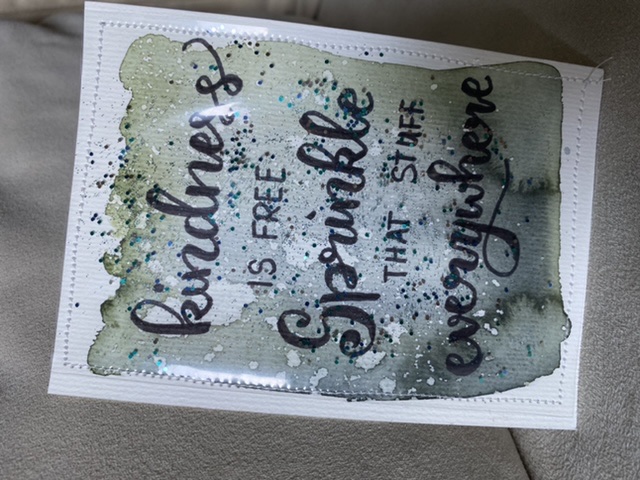 kindness
IS FREE
Sprinkle
THAT STUFF
everywhere